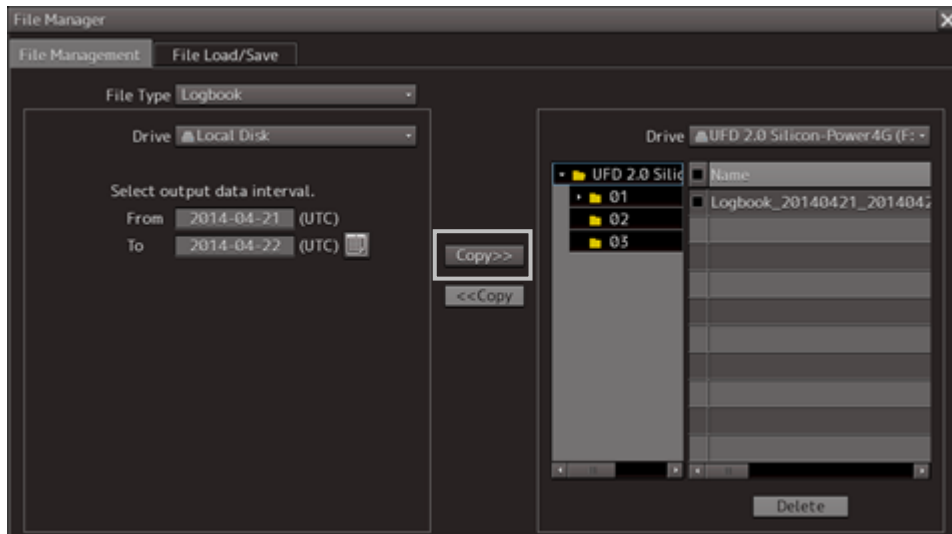 File Manager
File Management
File Load/Save
File Type Logbook
Drive Local Disk
Select output data interval.
From 2014-04-21 (UTC)
To 2014-04-22 (UTC)
Copy>>
<<Copy
Drive UFD 2.0 Silicon-Power4G (F:
UFD 2.0 Silic
01
02
03
Name
Logbook_20140421_2014042
Delete